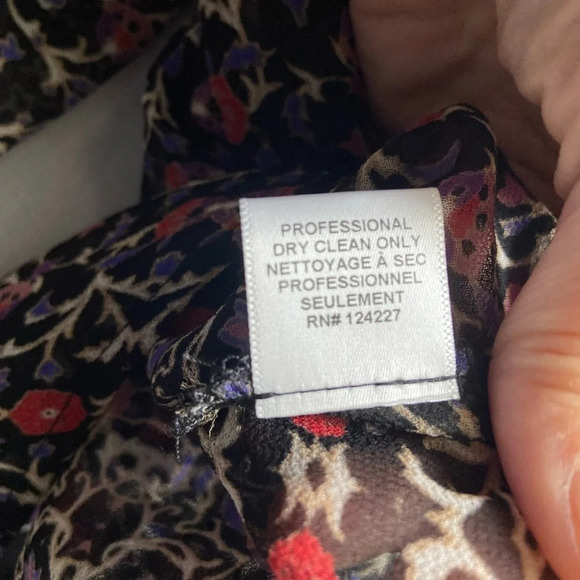 PROFESSIONAL
DRY CLEAN ONLY
NETTOYAGE À SEC
PROFESSIONNEL
SEULEMENT
RN# 124227